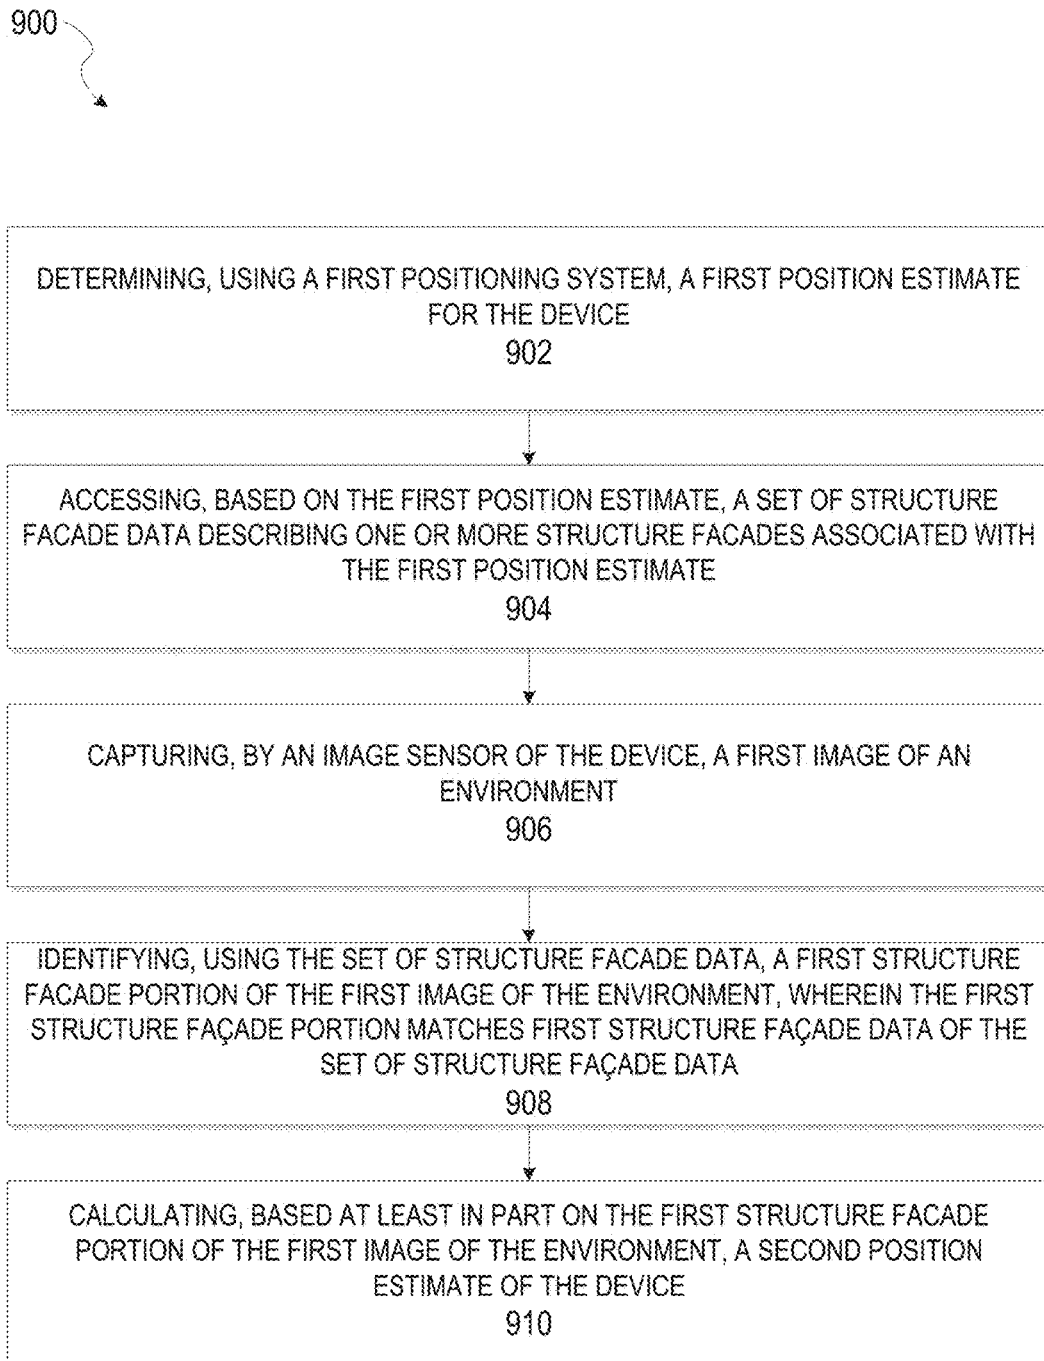 900
DETERMINING, USING A FIRST POSITIONING SYSTEM, A FIRST POSITION ESTIMATE
FOR THE DEVICE
902
ACCESSING, BASED ON THE FIRST POSITION ESTIMATE, A SET OF STRUCTURE
FACADE DATA DESCRIBING ONE OR MORE STRUCTURE FACADES ASSOCIATED WITH
THE FIRST POSITION ESTIMATE
904
CAPTURING, BY AN IMAGE SENSOR OF THE DEVICE, A FIRST IMAGE OF AN
ENVIRONMENT
906
IDENTIFYING, USING THE SET OF STRUCTURE FACADE DATA, A FIRST STRUCTURE
FACADE PORTION OF THE FIRST IMAGE OF THE ENVIRONMENT, WHEREIN THE FIRST
STRUCTURE FAÇADE PORTION MATCHES FIRST STRUCTURE FAÇADE DATA OF THE
SET OF STRUCTURE FAÇADE DATA
908
CALCULATING, BASED AT LEAST IN PART ON THE FIRST STRUCTURE FACADE
PORTION OF THE FIRST IMAGE OF THE ENVIRONMENT, A SECOND POSITION
ESTIMATE OF THE DEVICE
910